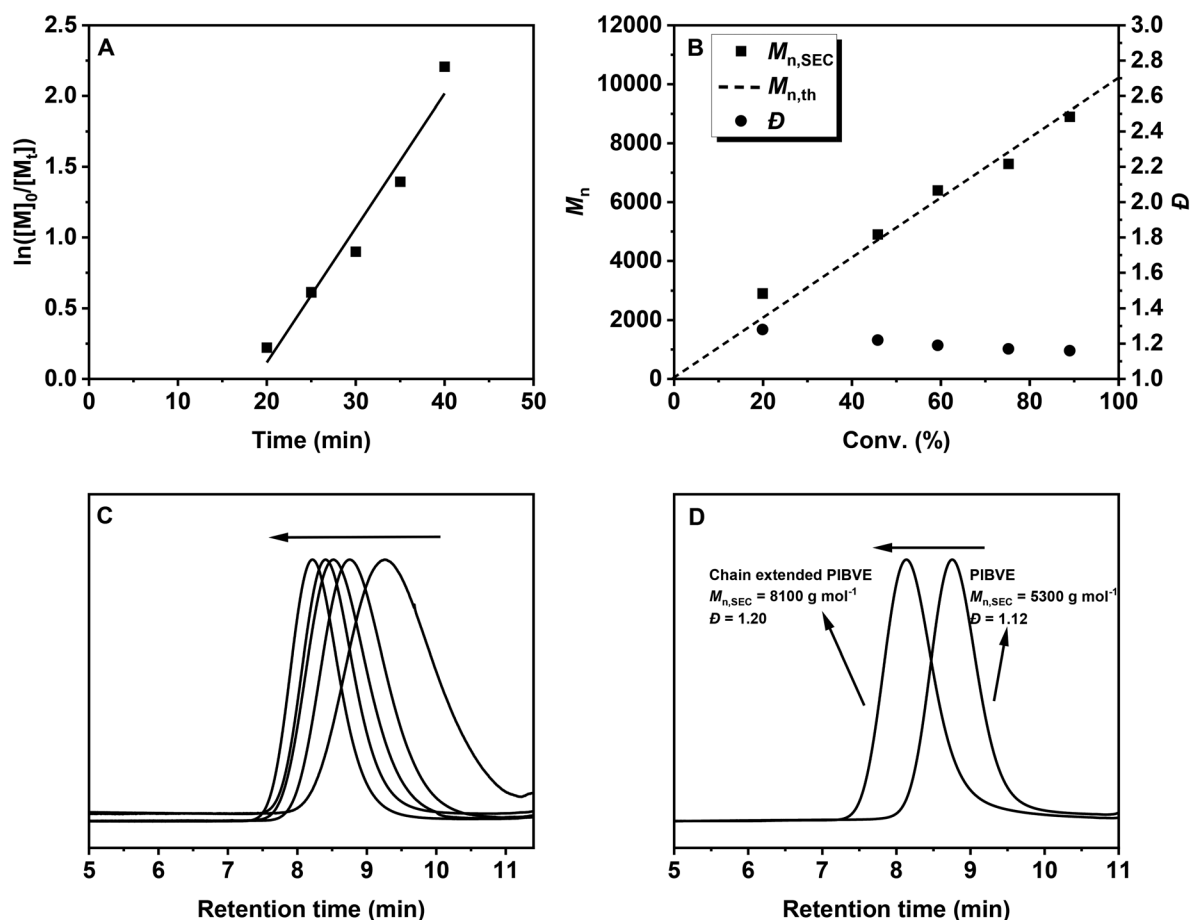 A
ln([M]₀/[Mₜ])
2.5
2.0
1.5
1.0
0.5
0.0
0 10 20 30 40 50
Time (min)
B
Mₙ,SEC
Mₙ,th
Đ
Mₙ
12000
10000
8000
6000
4000
2000
0
3.0
2.8
2.6
2.4
2.2
2.0
1.8
1.6
1.4
1.2
1.0
Đ
0 20 40 60 80 100
Conv. (%)
C
5 6 7 8 9 10 11
Retention time (min)
D
Chain extended PIBVE
Mₙ,SEC = 8100 g mol⁻¹
Đ = 1.20
PIBVE
Mₙ,SEC = 5300 g mol⁻¹
Đ = 1.12
5 6 7 8 9 10 11
Retention time (min)